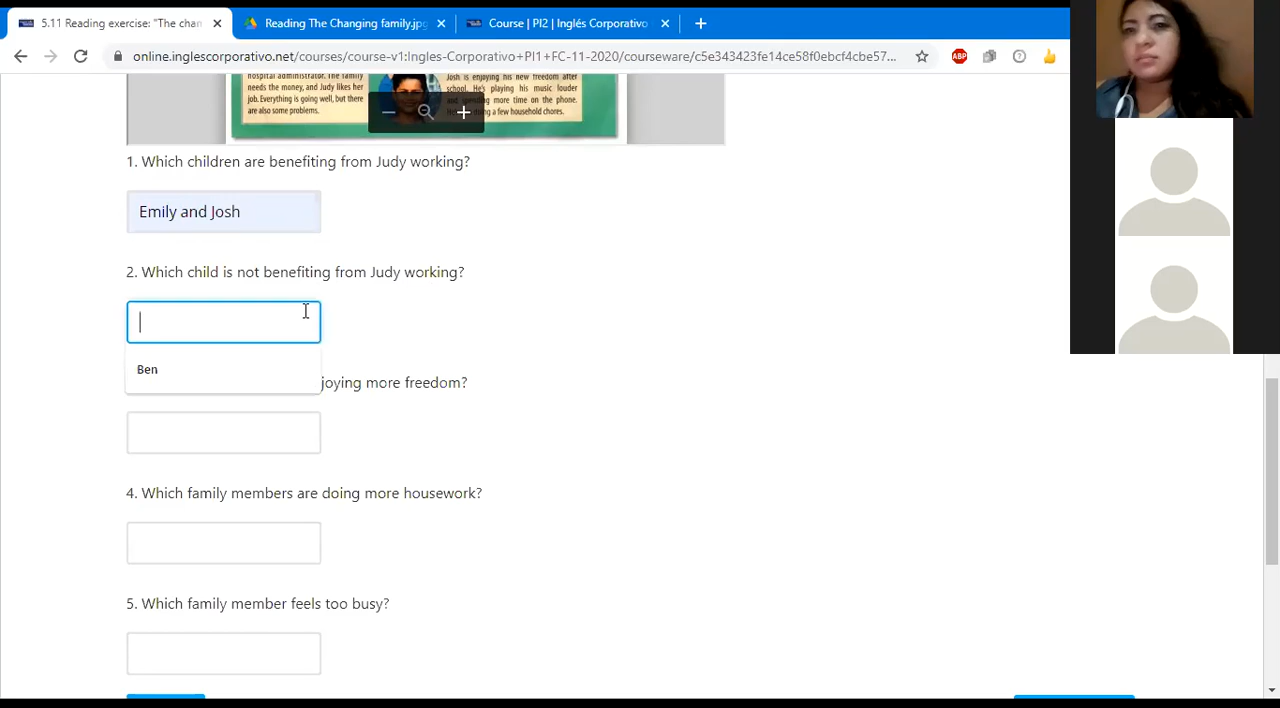 5.11 Reading exercise: "The chan
Reading The Changing family.jpg
Course | PI2 | Inglés Corporativo
online.inglescorporativo.net/courses/course-v1:Ingles-Corporativo+PI1+FC-11-2020/courseware/c5e343423fe14ce58f0ebcf4cbe57...
ABP
hospital administrator. The family
needs the money, and Judy likes her
job. Everything is going well, but there
are also some problems.
Josh is enjoying his new freedom after
school. He's playing his music louder
and spending more time on the phone.
a few household chores.
1. Which children are benefiting from Judy working?
Emily and Josh
2. Which child is not benefiting from Judy working?
Ben
joying more freedom?
4. Which family members are doing more housework?
5. Which family member feels too busy?